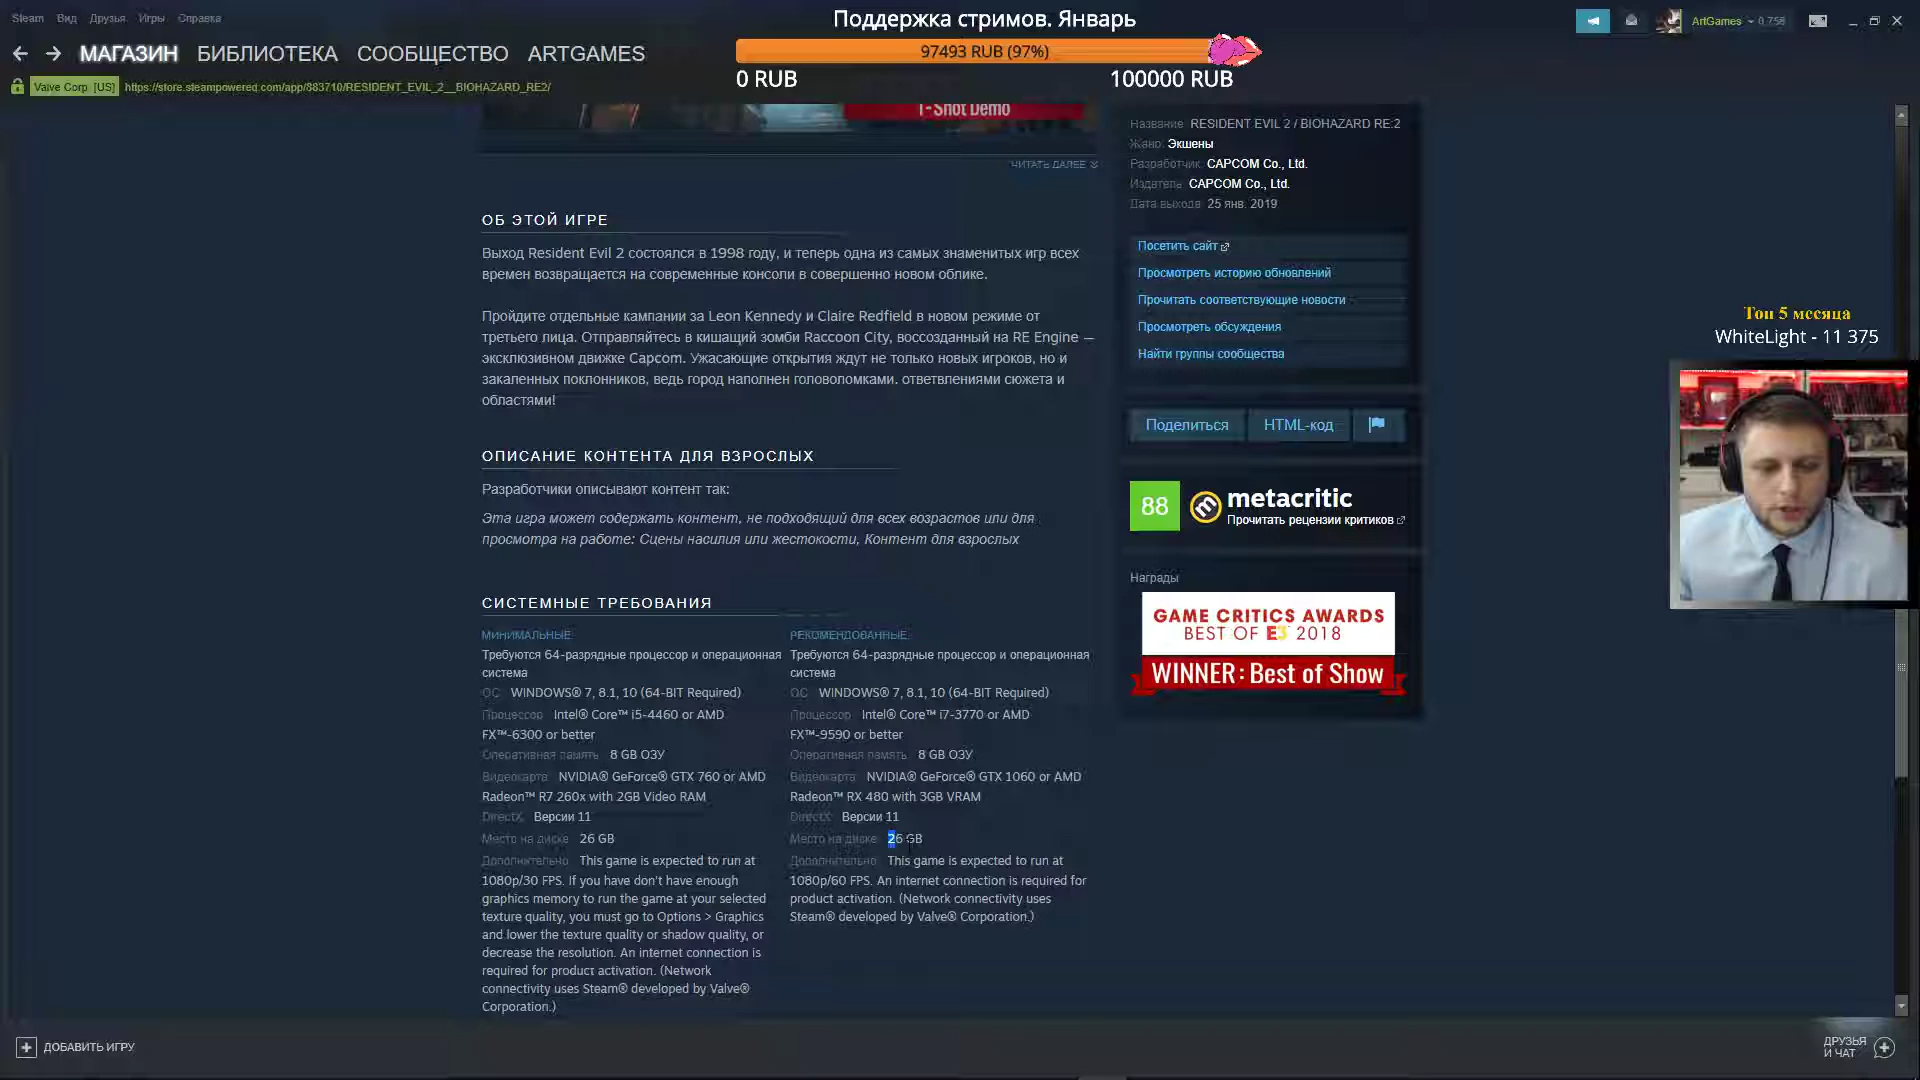 Steam Вид Друзья Игры Справка
Поддержка стримов. Январь
ArtGames
МАГАЗИН БИБЛИОТЕКА СООБЩЕСТВО ARTGAMES
97493 RUB (97%)
0 RUB 100000 RUB
Valve Corp. [US] https://store.steampowered.com/app/883710/RESIDENT_EVIL_2__BIOHAZARD_RE2/
1-Shot Demo
ЧИТАТЬ ДАЛЕЕ
ОБ ЭТОЙ ИГРЕ
Выход Resident Evil 2 состоялся в 1998 году, и теперь одна из самых знаменитых игр всех
времен возвращается на современные консоли в совершенно новом облике.
Пройдите отдельные кампании за Leon Kennedy и Claire Redfield в новом режиме от
третьего лица. Отправляйтесь в кишащий зомби Raccoon City, воссозданный на RE Engine —
эксклюзивном движке Capcom. Ужасающие открытия ждут не только новых игроков, но и
закаленных поклонников, ведь город наполнен головоломками. ответвлениями сюжета и
областями!
ОПИСАНИЕ КОНТЕНТА ДЛЯ ВЗРОСЛЫХ
Разработчики описывают контент так:
Эта игра может содержать контент, не подходящий для всех возрастов или для
просмотра на работе: Сцены насилия или жестокости, Контент для взрослых
СИСТЕМНЫЕ ТРЕБОВАНИЯ
МИНИМАЛЬНЫЕ:
Требуются 64-разрядные процессор и операционная
система
ОС: WINDOWS® 7, 8.1, 10 (64-BIT Required)
Процессор: Intel® Core™ i5-4460 or AMD
FX™-6300 or better
Оперативная память: 8 GB ОЗУ
Видеокарта: NVIDIA® GeForce® GTX 760 or AMD
Radeon™ R7 260x with 2GB Video RAM
DirectX: Версии 11
Место на диске: 26 GB
Дополнительно: This game is expected to run at
1080p/30 FPS. If you have don't have enough
graphics memory to run the game at your selected
texture quality, you must go to Options > Graphics
and lower the texture quality or shadow quality, or
decrease the resolution. An internet connection is
required for product activation. (Network
connectivity uses Steam® developed by Valve®
Corporation.)
РЕКОМЕНДОВАННЫЕ:
Требуются 64-разрядные процессор и операционная
система
ОС: WINDOWS® 7, 8.1, 10 (64-BIT Required)
Процессор: Intel® Core™ i7-3770 or AMD
FX™-9590 or better
Оперативная память: 8 GB ОЗУ
Видеокарта: NVIDIA® GeForce® GTX 1060 or AMD
Radeon™ RX 480 with 3GB VRAM
DirectX: Версии 11
Место на диске: 26 GB
Дополнительно: This game is expected to run at
1080p/60 FPS. An internet connection is required for
product activation. (Network connectivity uses
Steam® developed by Valve® Corporation.)
Название: RESIDENT EVIL 2 / BIOHAZARD RE:2
Жанр: Экшены
Разработчик: CAPCOM Co., Ltd.
Издатель: CAPCOM Co., Ltd.
Дата выхода: 25 янв. 2019
Посетить сайт
Просмотреть историю обновлений
Прочитать соответствующие новости
Просмотреть обсуждения
Найти группы сообщества
Поделиться HTML-код
88 metacritic
Прочитать рецензии критиков
Награды
GAME CRITICS AWARDS
BEST OF E3 2018
WINNER : Best of Show
Топ 5 месяца
WhiteLight - 11 375
ДОБАВИТЬ ИГРУ
ДРУЗЬЯ
И ЧАТ